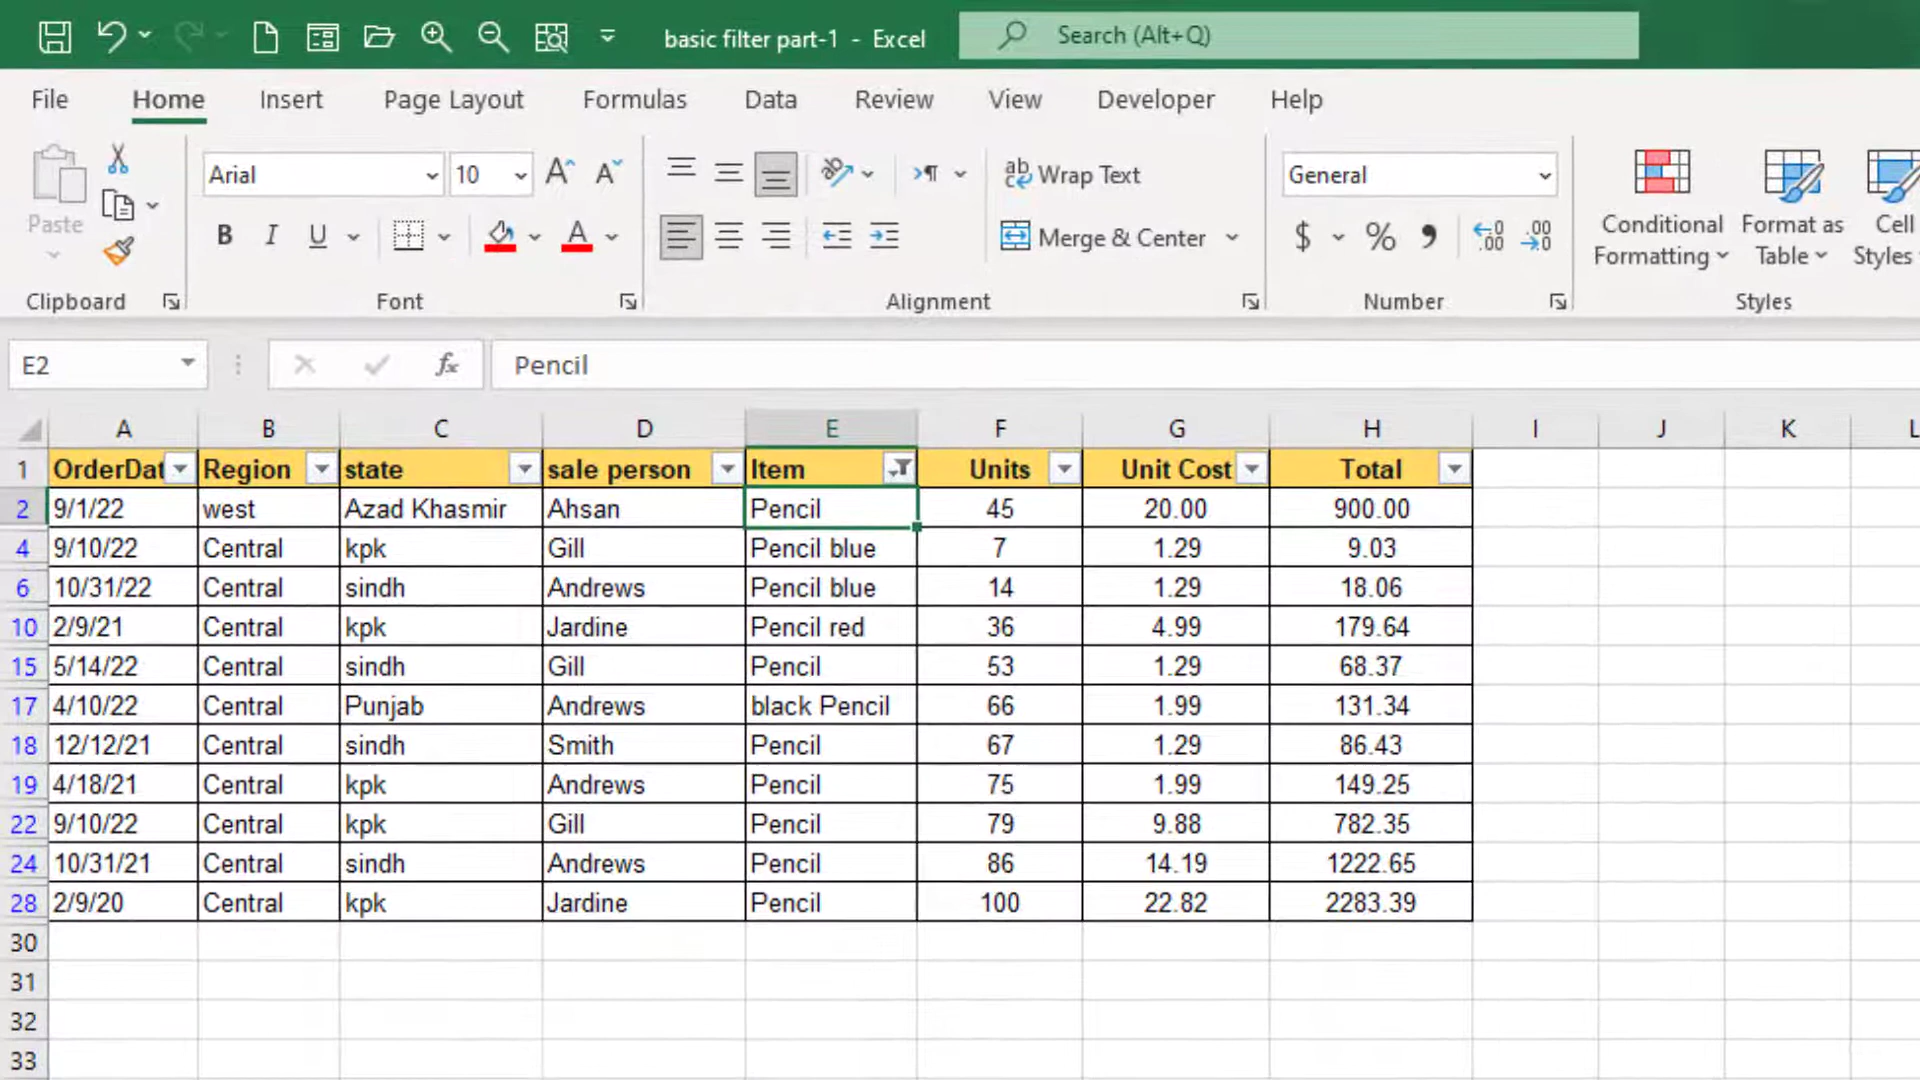 basic filter part-1 - Excel
Search (Alt+Q)
File Home Insert Page Layout Formulas Data Review View Developer Help
Paste
Arial 10 A A
ab Wrap Text
General
B I U A
Merge & Center
$ % , .00 .00
Conditional Formatting
Format as Table
Cell Styles
Clipboard Font Alignment Number Styles
E2 fx Pencil
A B C D E F G H I J K L
1 OrderDat Region state sale person Item Units Unit Cost Total
2 9/1/22 west Azad Khasmir Ahsan Pencil 45 20.00 900.00
4 9/10/22 Central kpk Gill Pencil blue 7 1.29 9.03
6 10/31/22 Central sindh Andrews Pencil blue 14 1.29 18.06
10 2/9/21 Central kpk Jardine Pencil red 36 4.99 179.64
15 5/14/22 Central sindh Gill Pencil 53 1.29 68.37
17 4/10/22 Central Punjab Andrews black Pencil 66 1.99 131.34
18 12/12/21 Central sindh Smith Pencil 67 1.29 86.43
19 4/18/21 Central kpk Andrews Pencil 75 1.99 149.25
22 9/10/22 Central kpk Gill Pencil 79 9.88 782.35
24 10/31/21 Central sindh Andrews Pencil 86 14.19 1222.65
28 2/9/20 Central kpk Jardine Pencil 100 22.82 2283.39
30
31
32
33